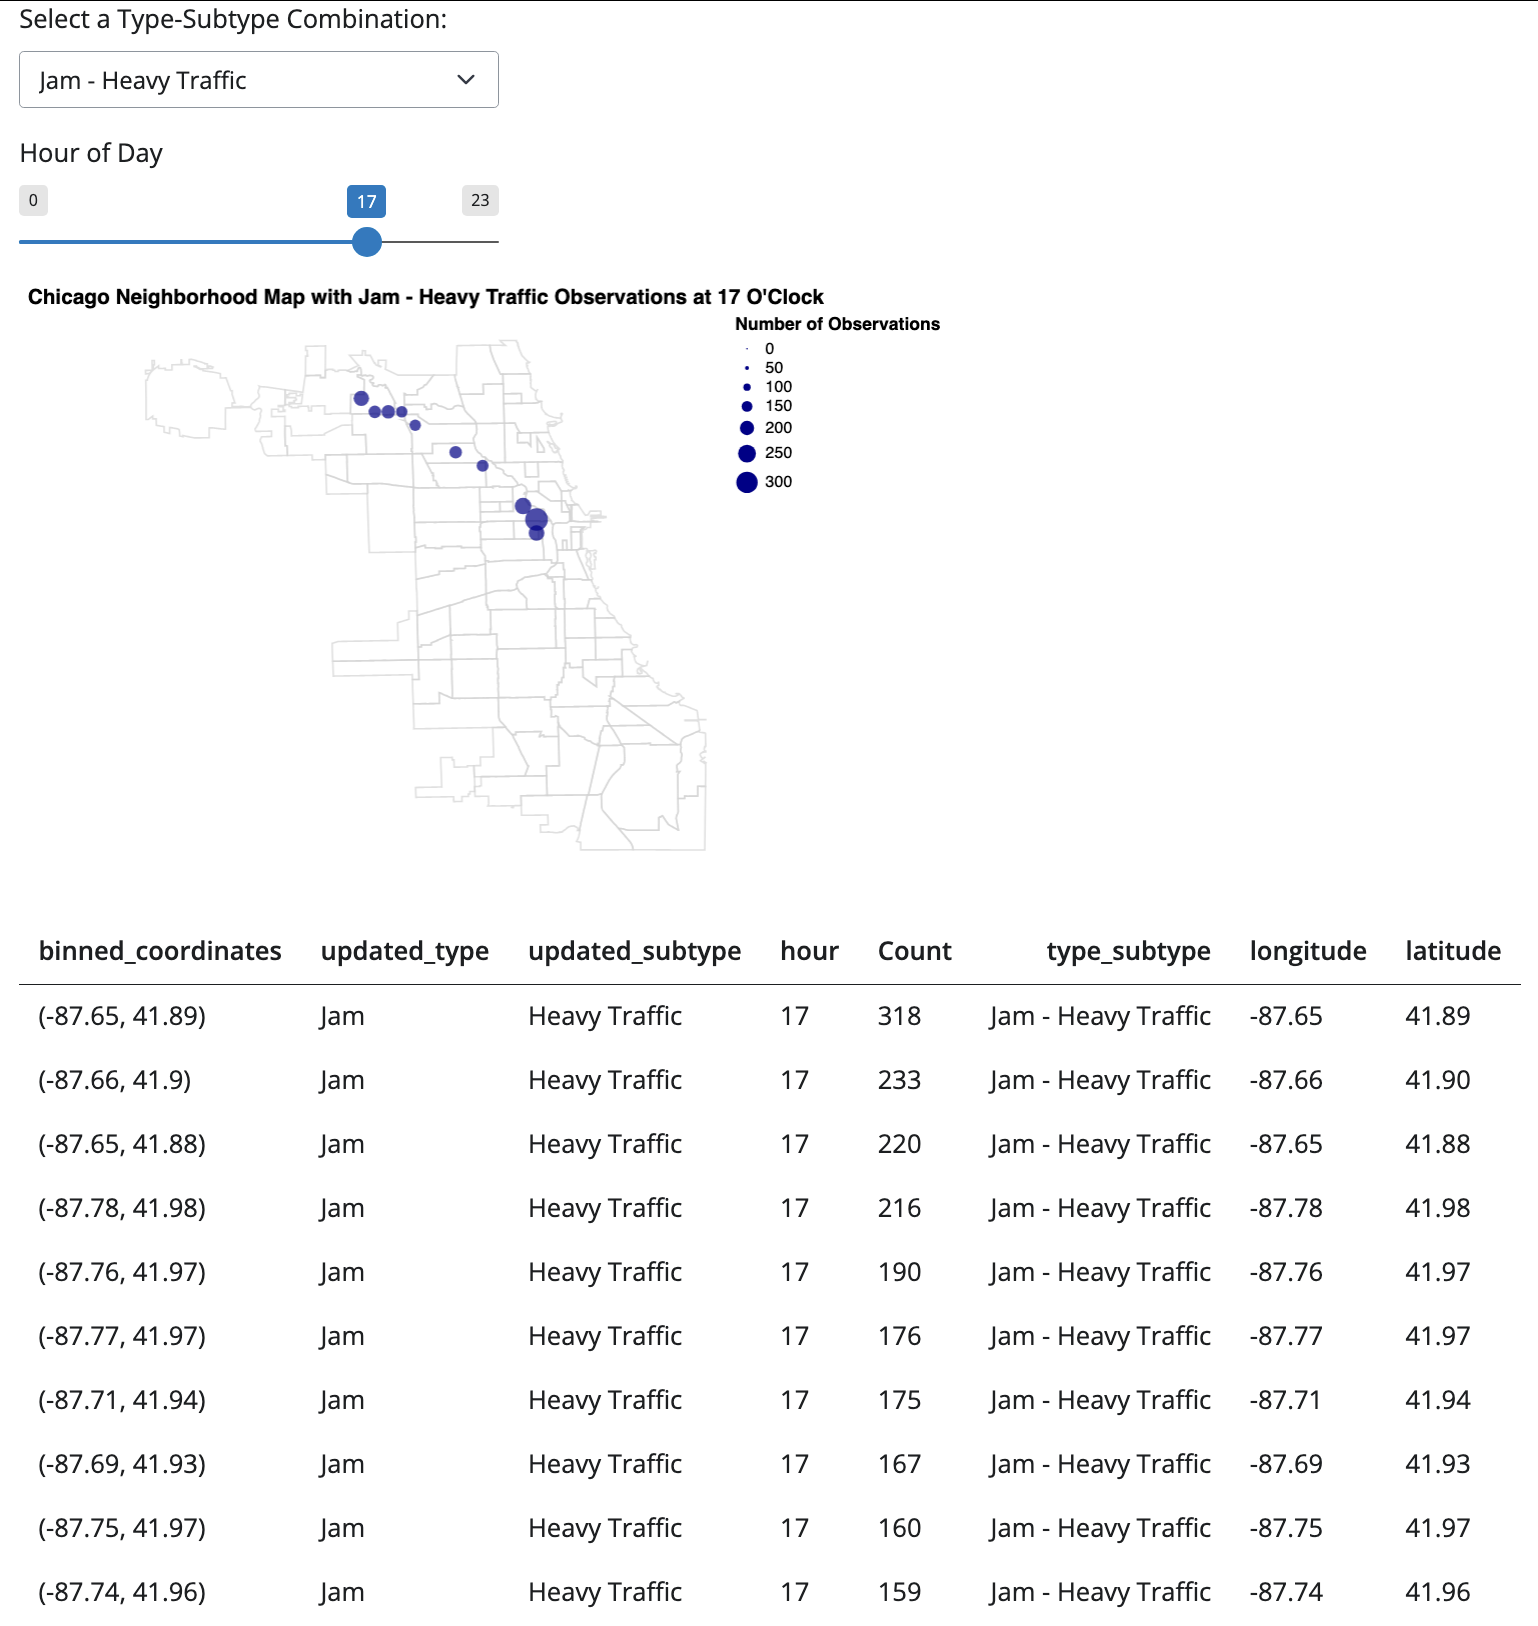 Select a Type-Subtype Combination:
Jam - Heavy Traffic
Hour of Day
0 17 23
Chicago Neighborhood Map with Jam - Heavy Traffic Observations at 17 O'Clock
Number of Observations
0
50
100
150
200
250
300
binned_coordinates updated_type updated_subtype hour Count type_subtype longitude latitude
(-87.65, 41.89) Jam Heavy Traffic 17 318 Jam - Heavy Traffic -87.65 41.89
(-87.66, 41.9) Jam Heavy Traffic 17 233 Jam - Heavy Traffic -87.66 41.90
(-87.65, 41.88) Jam Heavy Traffic 17 220 Jam - Heavy Traffic -87.65 41.88
(-87.78, 41.98) Jam Heavy Traffic 17 216 Jam - Heavy Traffic -87.78 41.98
(-87.76, 41.97) Jam Heavy Traffic 17 190 Jam - Heavy Traffic -87.76 41.97
(-87.77, 41.97) Jam Heavy Traffic 17 176 Jam - Heavy Traffic -87.77 41.97
(-87.71, 41.94) Jam Heavy Traffic 17 175 Jam - Heavy Traffic -87.71 41.94
(-87.69, 41.93) Jam Heavy Traffic 17 167 Jam - Heavy Traffic -87.69 41.93
(-87.75, 41.97) Jam Heavy Traffic 17 160 Jam - Heavy Traffic -87.75 41.97
(-87.74, 41.96) Jam Heavy Traffic 17 159 Jam - Heavy Traffic -87.74 41.96